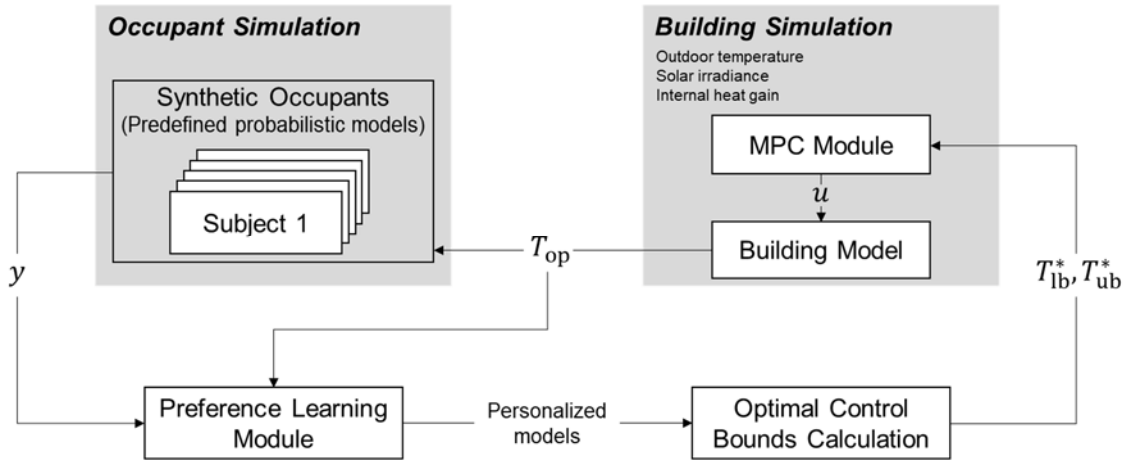 Occupant Simulation
Synthetic Occupants
(Predefined probabilistic models)
Subject 1
Building Simulation
Outdoor temperature
Solar irradiance
Internal heat gain
MPC Module
u
Building Model
T_op
y
T*_lb, T*_ub
Preference Learning
Module
Personalized
models
Optimal Control
Bounds Calculation